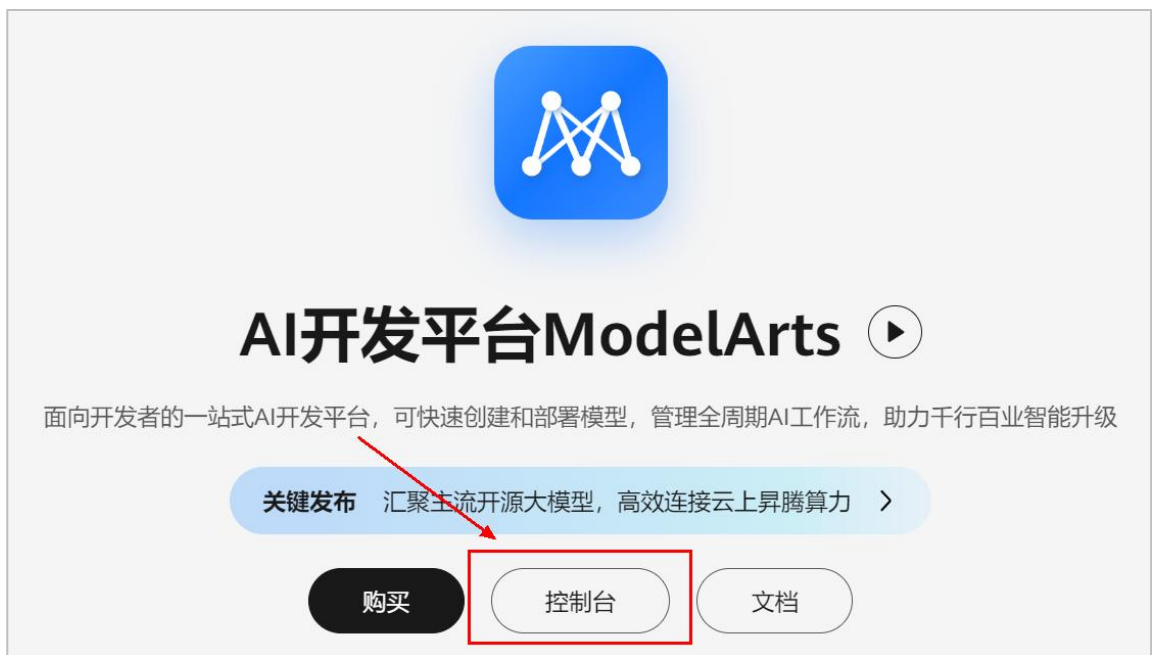 AI开发平台ModelArts
面向开发者的一站式AI开发平台，可快速创建和部署模型，管理全周期AI工作流，助力千行百业智能升级
关键发布 汇聚主流开源大模型，高效连接云上昇腾算力
购买 控制台 文档